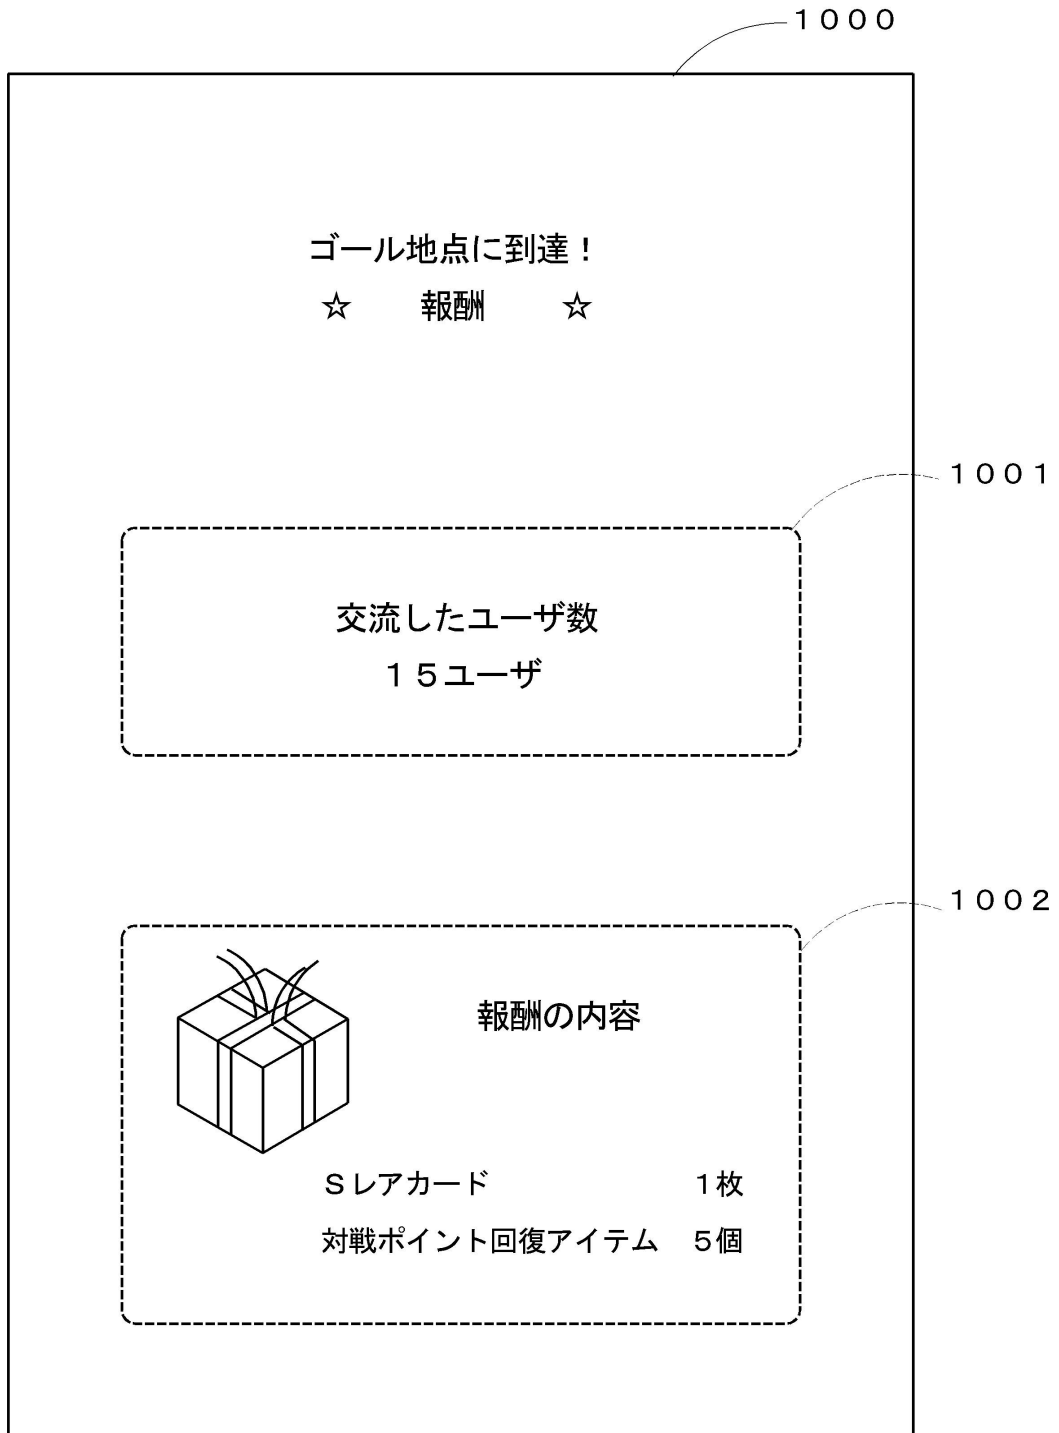 １０００
ゴール地点に到達！
☆　報酬　☆
１００１
交流したユーザ数
１５ユーザ
１００２
報酬の内容
Ｓレアカード　１枚
対戦ポイント回復アイテム　５個